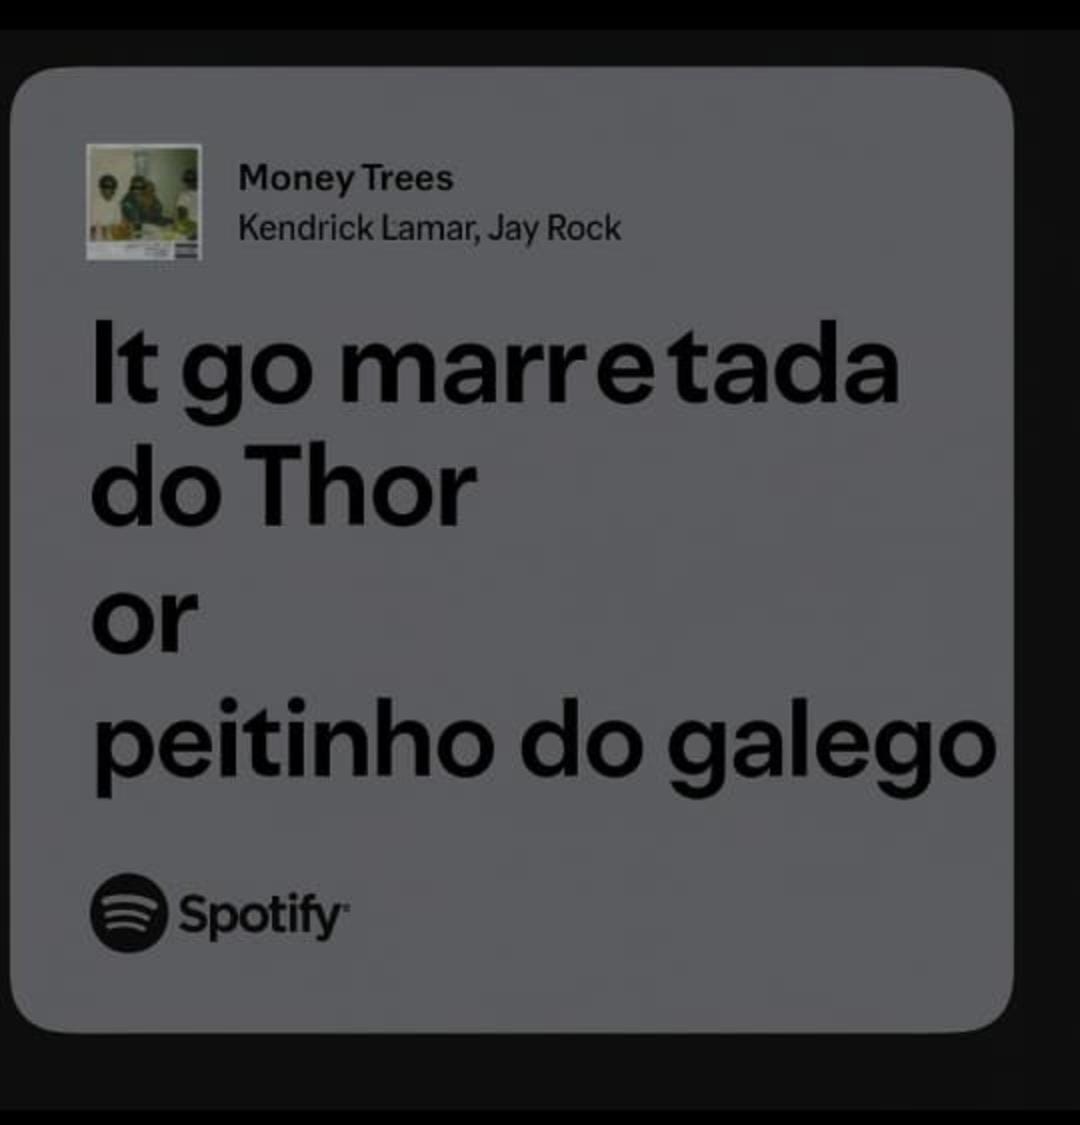 Money Trees
Kendrick Lamar, Jay Rock
It go marretada
do Thor
or
peitinho do galego
Spotify